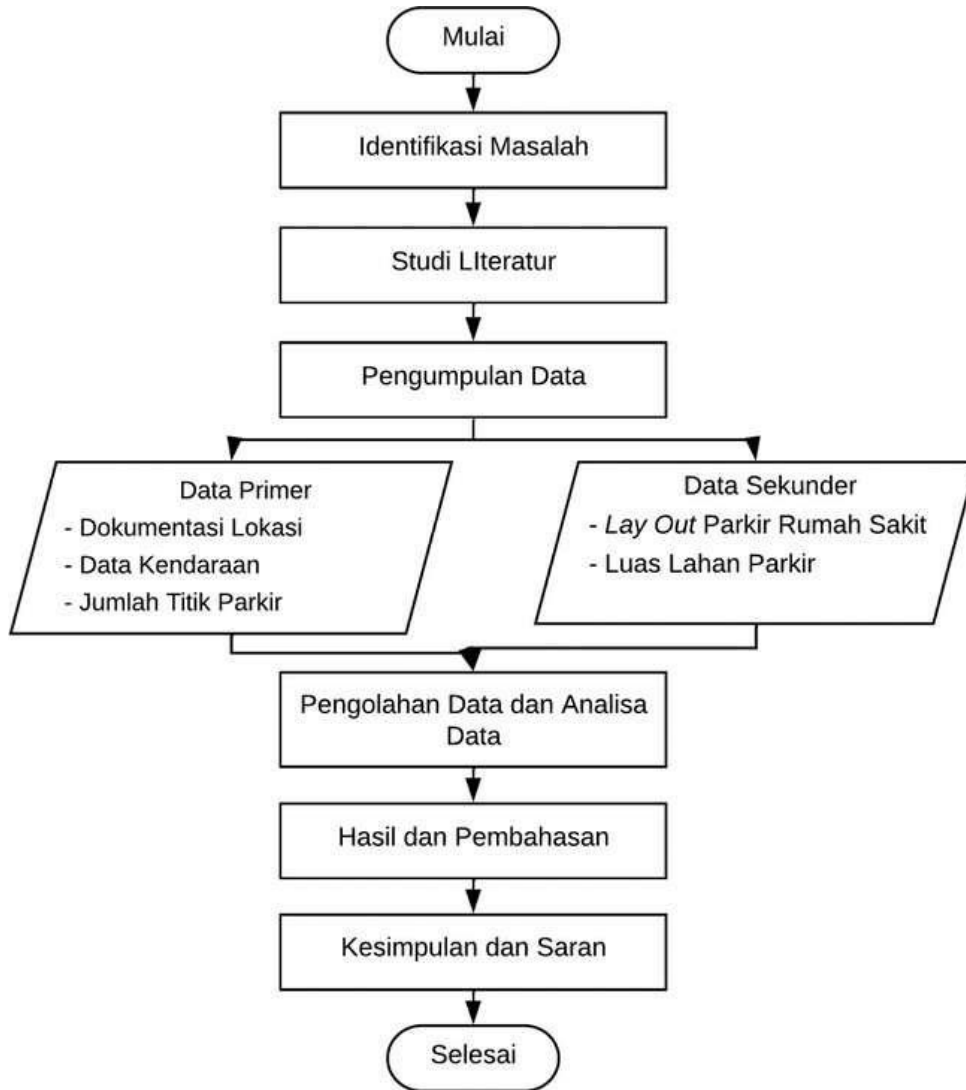 Mulai
Identifikasi Masalah
Studi LIteratur
Pengumpulan Data
Data Primer
- Dokumentasi Lokasi
- Data Kendaraan
- Jumlah Titik Parkir
Data Sekunder
- Lay Out Parkir Rumah Sakit
- Luas Lahan Parkir
Pengolahan Data dan Analisa
Data
Hasil dan Pembahasan
Kesimpulan dan Saran
Selesai